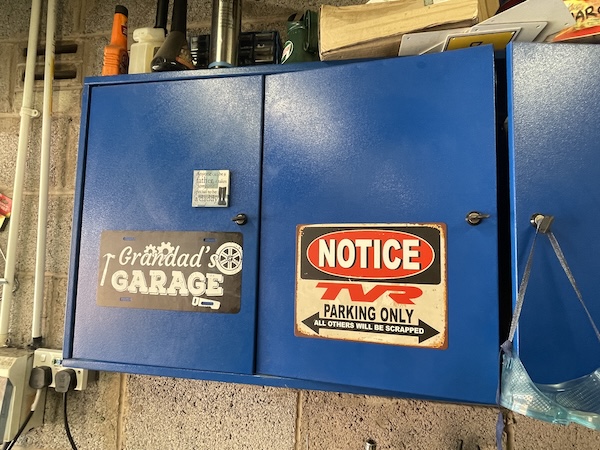 Grandad's
GARAGE
NOTICE
TVR
PARKING ONLY
ALL OTHERS WILL BE SCRAPPED